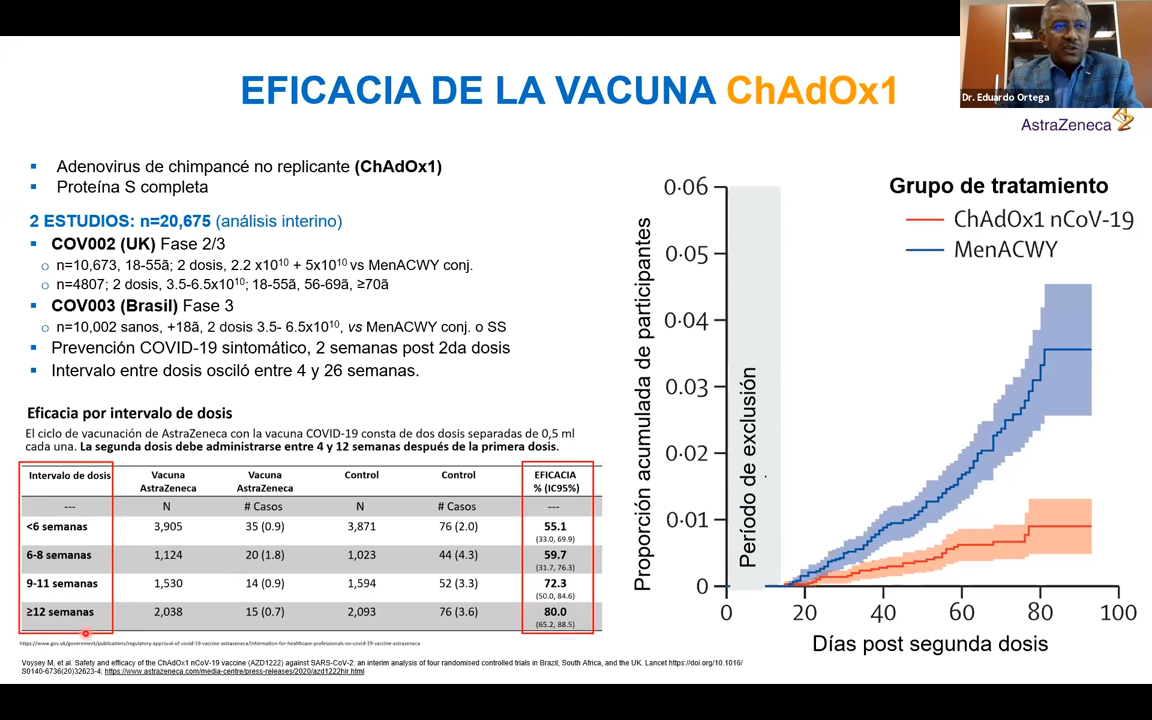 EFICACIA DE LA VACUNA ChAdOx1
Dr. Eduardo Ortega
AstraZeneca
▪ Adenovirus de chimpancé no replicante (ChAdOx1)
▪ Proteína S completa
2 ESTUDIOS: n=20,675 (análisis interino)
▪ COV002 (UK) Fase 2/3
o n=10,673, 18-55ã; 2 dosis, 2.2 x10¹⁰ + 5x10¹⁰ vs MenACWY conj.
o n=4807; 2 dosis, 3.5-6.5x10¹⁰; 18-55ã, 56-69ã, ≥70ã
▪ COV003 (Brasil) Fase 3
o n=10,002 sanos, +18ã, 2 dosis 3.5- 6.5x10¹⁰, vs MenACWY conj. o SS
▪ Prevención COVID-19 sintomático, 2 semanas post 2da dosis
▪ Intervalo entre dosis osciló entre 4 y 26 semanas.
Eficacia por intervalo de dosis
El ciclo de vacunación de AstraZeneca con la vacuna COVID-19 consta de dos dosis separadas de 0,5 ml
cada una. La segunda dosis debe administrarse entre 4 y 12 semanas después de la primera dosis.
Intervalo de dosis Vacuna AstraZeneca Vacuna AstraZeneca Control Control EFICACIA % (IC95%)
--- N # Casos N # Casos ---
<6 semanas 3,905 35 (0.9) 3,871 76 (2.0) 55.1
(33.0, 69.9)
6-8 semanas 1,124 20 (1.8) 1,023 44 (4.3) 59.7
(31.7, 76.3)
9-11 semanas 1,530 14 (0.9) 1,594 52 (3.3) 72.3
(50.0, 84.6)
≥12 semanas 2,038 15 (0.7) 2,093 76 (3.6) 80.0
(65.2, 88.5)
https://www.gov.uk/government/publications/regulatory-approval-of-covid-19-vaccine-astrazeneca/information-for-healthcare-professionals-on-covid-19-vaccine-astrazeneca
Voysey M, et al. Safety and efficacy of the ChAdOx1 nCoV-19 vaccine (AZD1222) against SARS-CoV-2: an interim analysis of four randomised controlled trials in Brazil, South Africa, and the UK. Lancet https://doi.org/10.1016/
S0140-6736(20)32623-4; https://www.astrazeneca.com/media-centre/press-releases/2020/azd1222hlr.html
Grupo de tratamiento
ChAdOx1 nCoV-19
MenACWY
Proporción acumulada de participantes
0·06
0·05
0·04
0·03
0·02
0·01
0
Período de exclusión
0 20 40 60 80 100
Días post segunda dosis